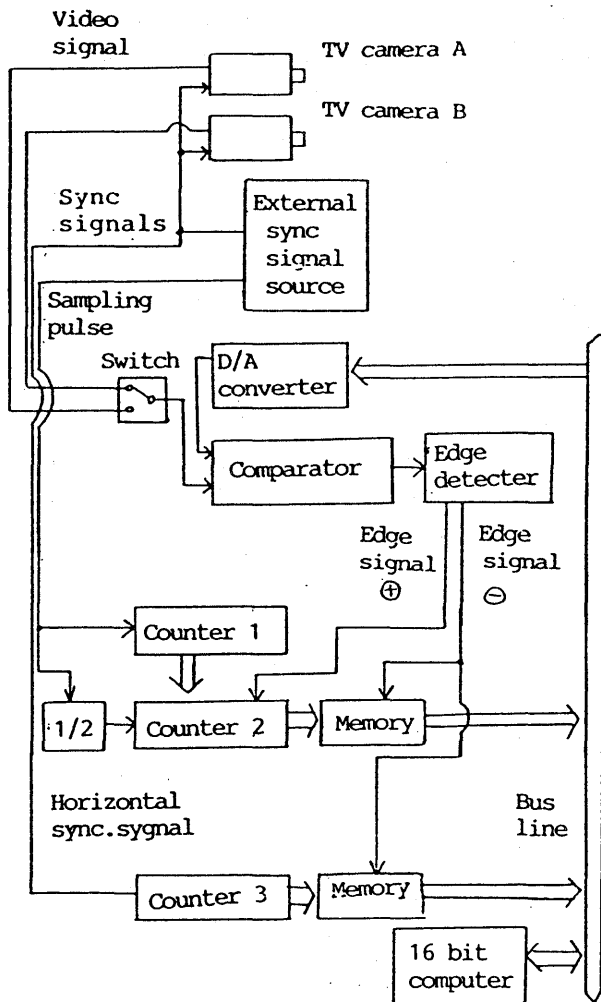 Video
signal
TV camera A
TV camera B
Sync
signals
External
sync
signal
source
Sampling
pulse
Switch
D/A
converter
Comparator
Edge
detecter
Edge
signal
⊕
Edge
signal
⊖
Counter 1
1/2
Counter 2
Memory
Horizontal
sync.sygnal
Bus
line
Counter 3
Memory
16 bit
computer